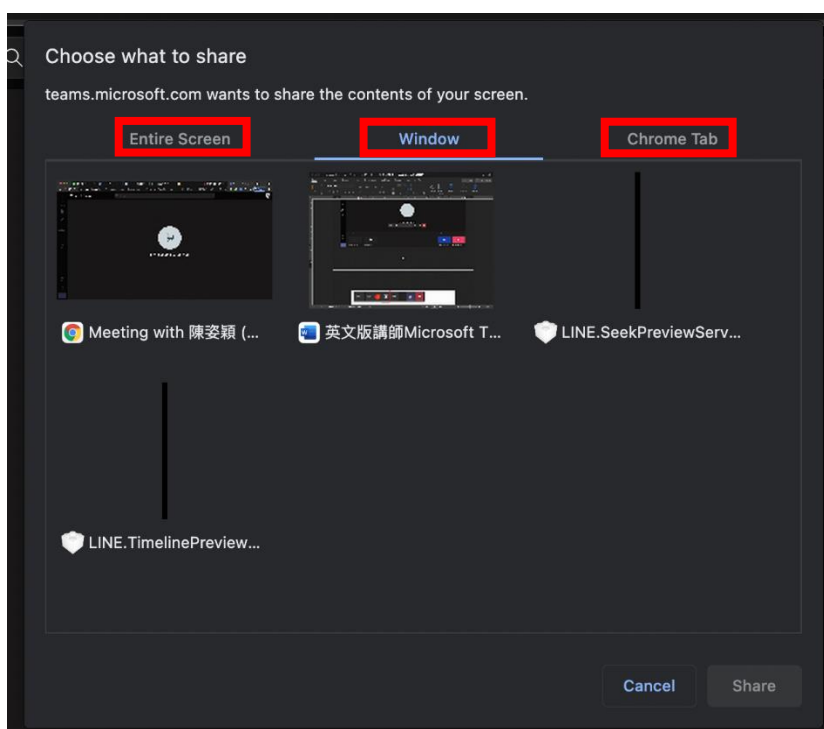 Choose what to share
teams.microsoft.com wants to share the contents of your screen.
Entire Screen
Window
Chrome Tab
Meeting with 陳姿穎 (...
英文版講師Microsoft T...
LINE.SeekPreviewServ...
LINE.TimelinePreview...
Cancel
Share